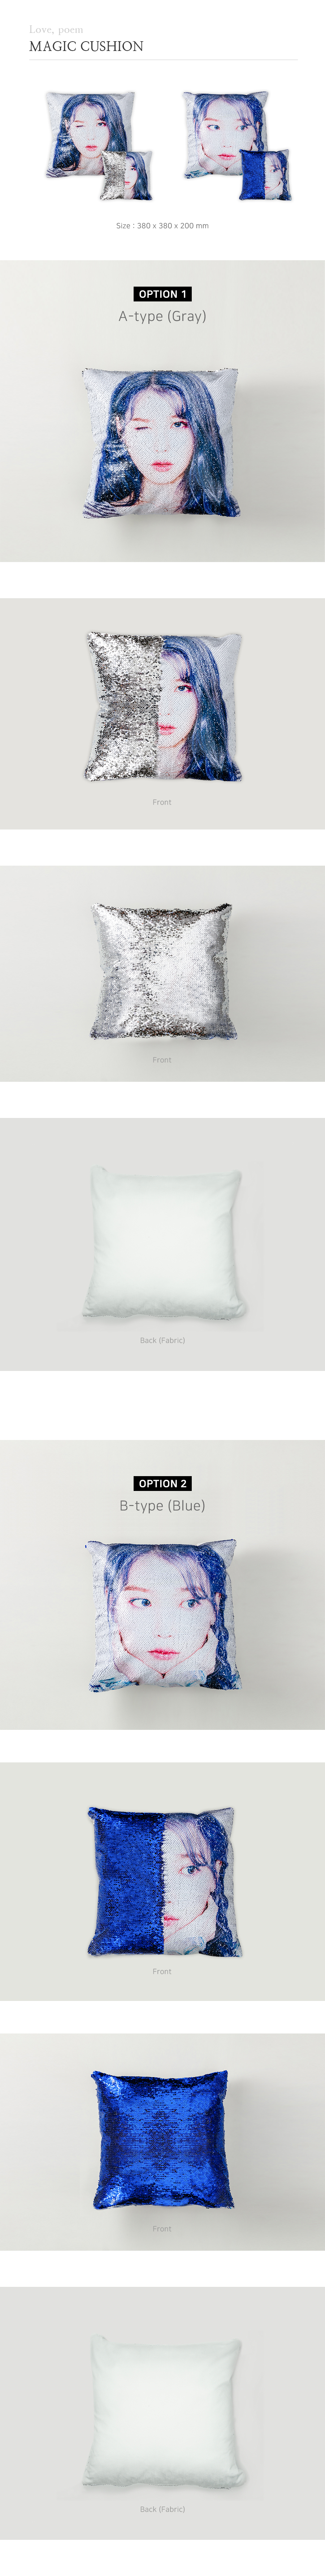 Love, poem
MAGIC CUSHION
Size : 380 x 380 x 200 mm
OPTION 1
A-type (Gray)
Front
Front
Back (Fabric)
OPTION 2
B-type (Blue)
Front
Front
Back (Fabric)